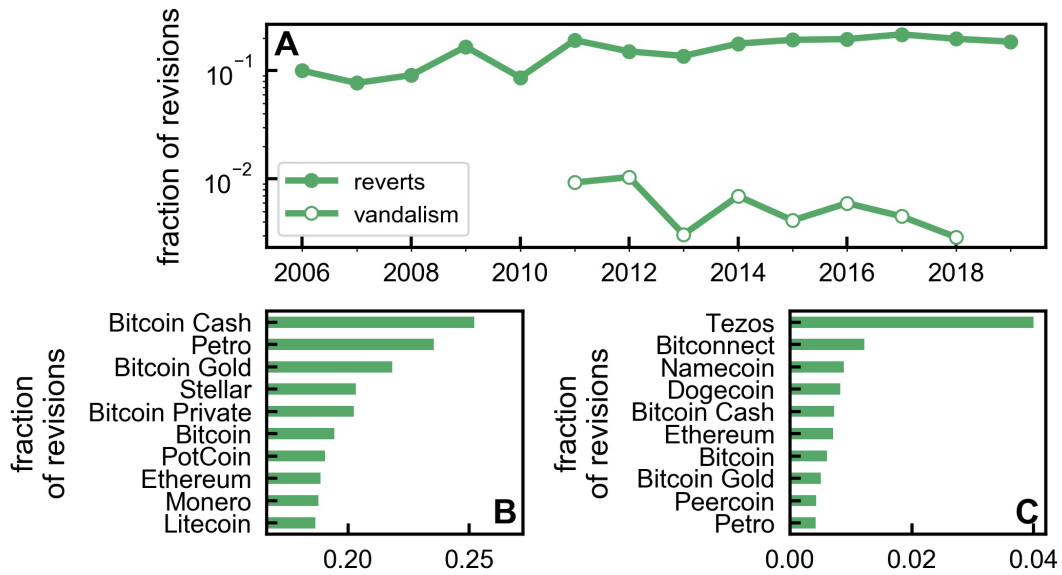 A
fraction of revisions
10⁻¹
10⁻²
reverts
vandalism
2006 2008 2010 2012 2014 2016 2018
fraction
of revisions
Bitcoin Cash
Petro
Bitcoin Gold
Stellar
Bitcoin Private
Bitcoin
PotCoin
Ethereum
Monero
Litecoin
B
0.20 0.25
fraction
of revisions
Tezos
Bitconnect
Namecoin
Dogecoin
Bitcoin Cash
Ethereum
Bitcoin
Bitcoin Gold
Peercoin
Petro
C
0.00 0.02 0.04